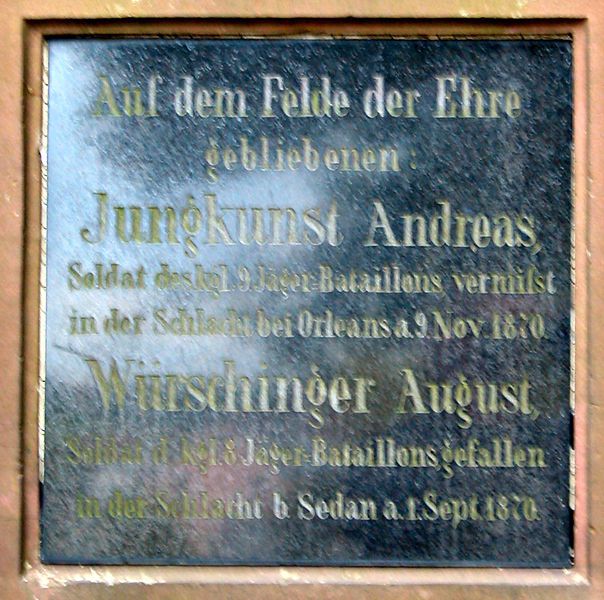 Auf dem Felde der Ehre
gebliebenen:
Jungkunst Andreas,
Soldat des kgl. 9. Jäger-Bataillons, vermißt
in der Schlacht bei Orleans a. 9. Nov. 1870.
Würschinger August,
Soldat d. kgl. 8. Jäger-Bataillons, gefallen
in der Schlacht b. Sedan a. 1. Sept. 1870.